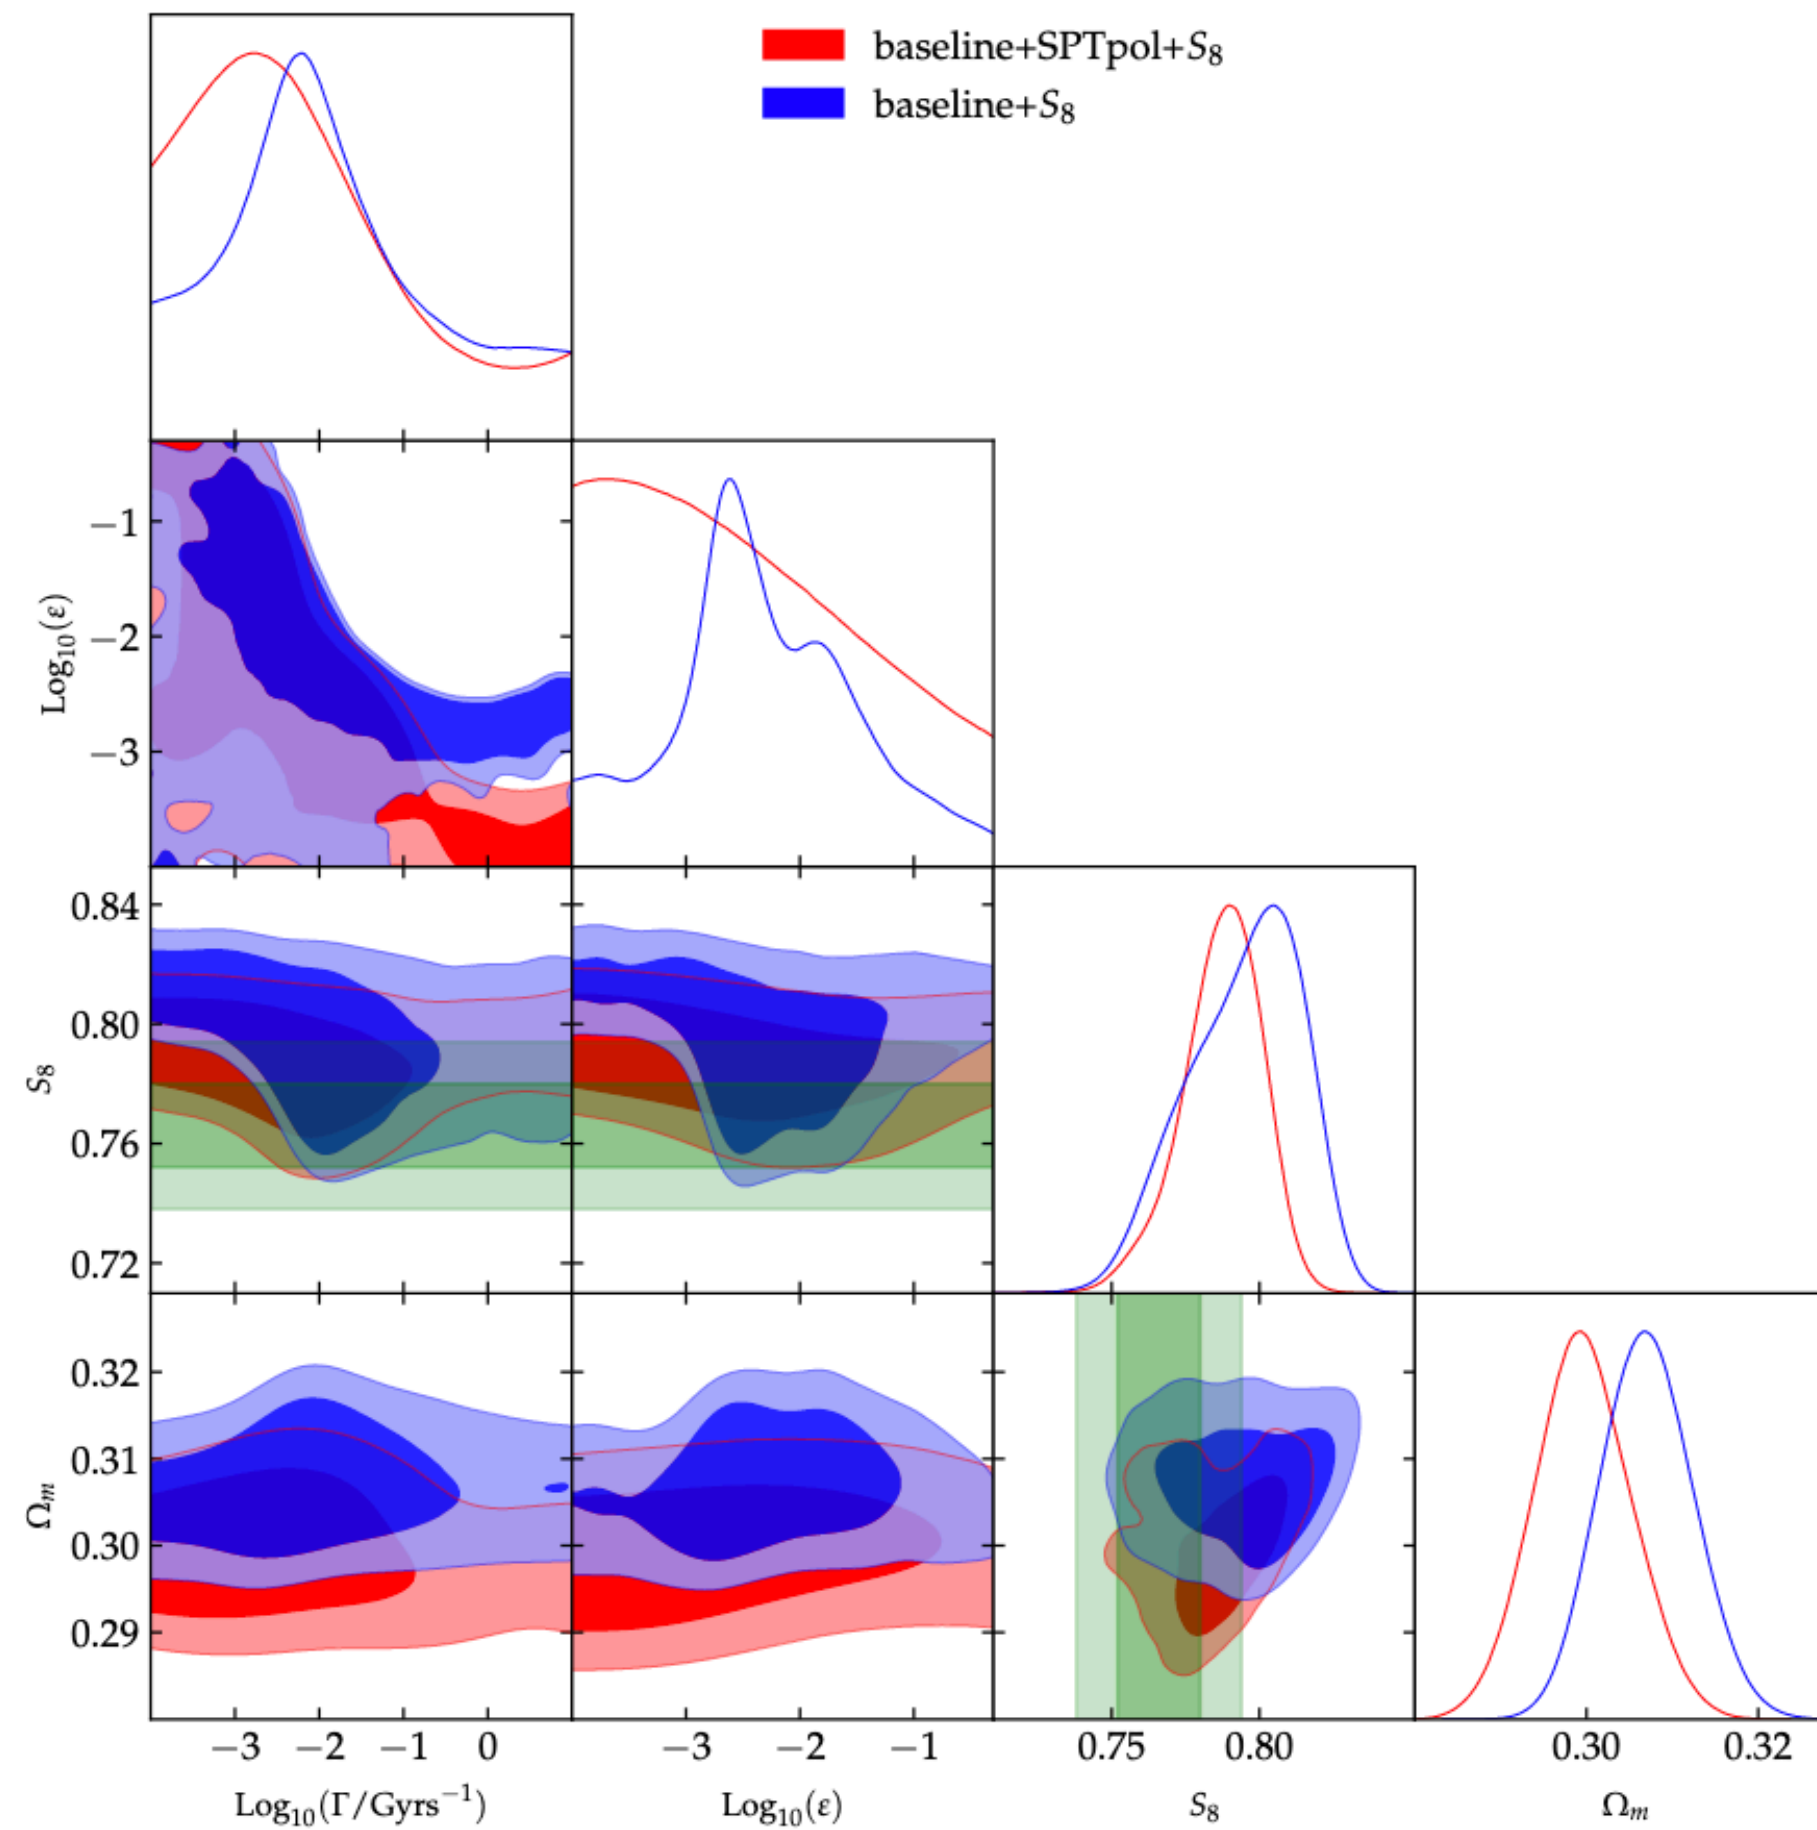 baseline+SPTpol+S₈
baseline+S₈
Log₁₀(ε)
−1
−2
−3
S₈
0.84
0.80
0.76
0.72
Ωₘ
0.32
0.31
0.30
0.29
−3 −2 −1 0
−3 −2 −1
0.75 0.80
0.30 0.32
Log₁₀(Γ/Gyrs⁻¹)
Log₁₀(ε)
S₈
Ωₘ